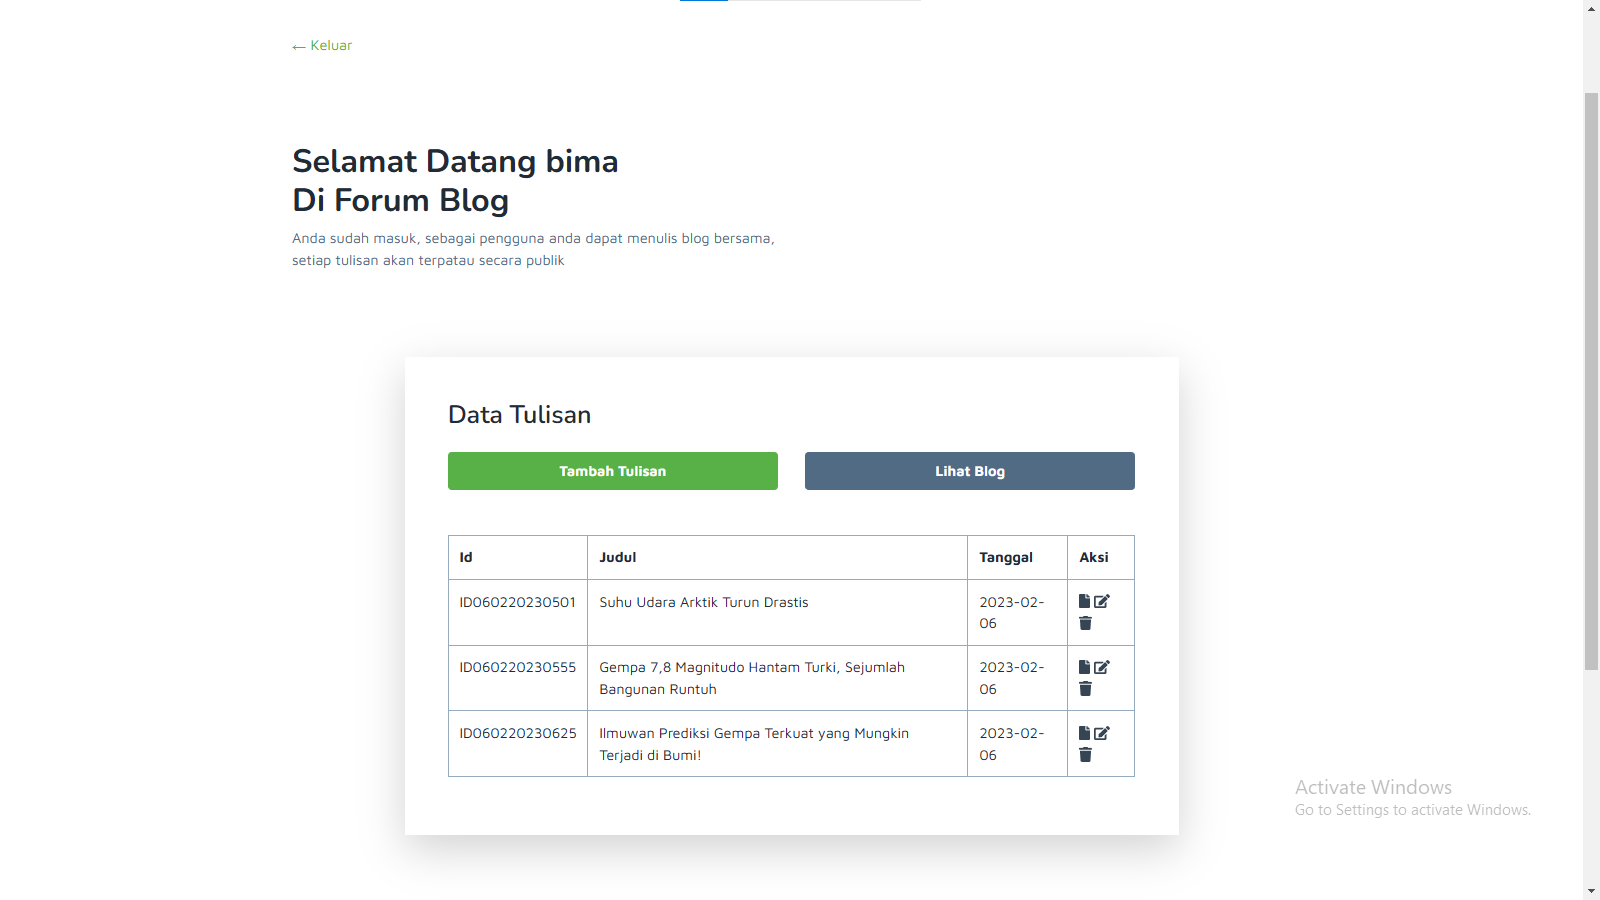 ← Keluar
Selamat Datang bima
Di Forum Blog
Anda sudah masuk, sebagai pengguna anda dapat menulis blog bersama,
setiap tulisan akan terpatau secara publik
Data Tulisan
Tambah Tulisan
Lihat Blog
Id Judul Tanggal Aksi
ID060220230501 Suhu Udara Arktik Turun Drastis 2023-02-
06
ID060220230555 Gempa 7,8 Magnitudo Hantam Turki, Sejumlah 2023-02-
Bangunan Runtuh 06
ID060220230625 Ilmuwan Prediksi Gempa Terkuat yang Mungkin 2023-02-
Terjadi di Bumi! 06
Activate Windows
Go to Settings to activate Windows.